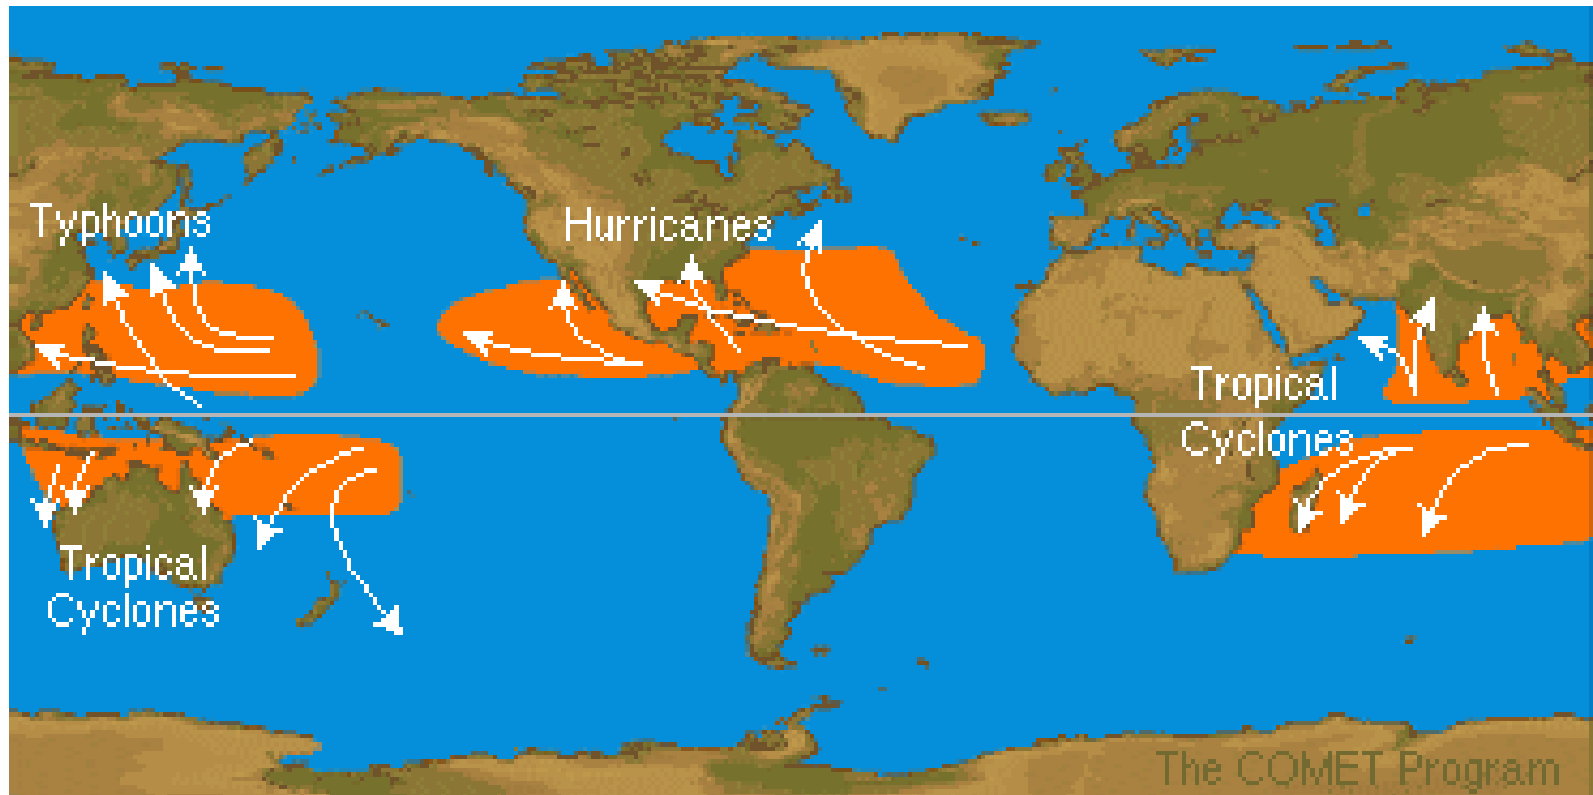 Typhoons
Hurricanes
Tropical
Cyclones
Tropical
Cyclones
The COMET Program